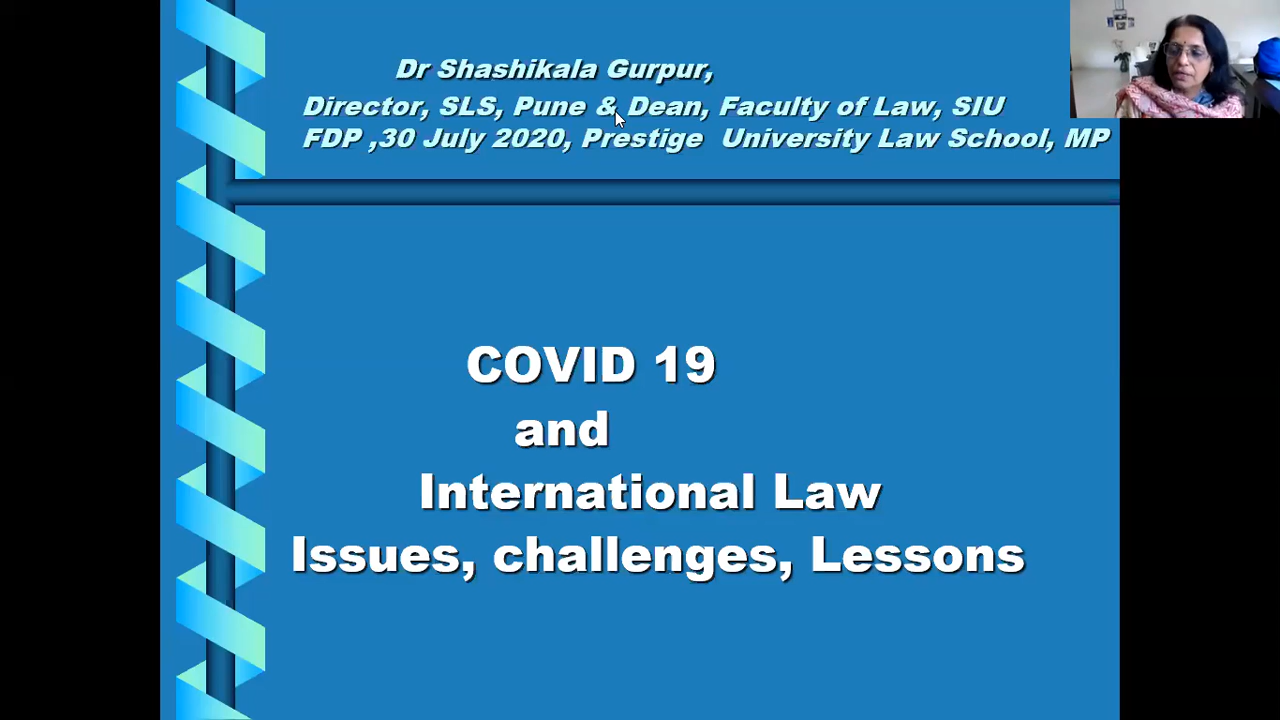 Dr Shashikala Gurpur,
Director, SLS, Pune & Dean, Faculty of Law, SIU
FDP ,30 July 2020, Prestige University Law School, MP
COVID 19
and
International Law
Issues, challenges, Lessons